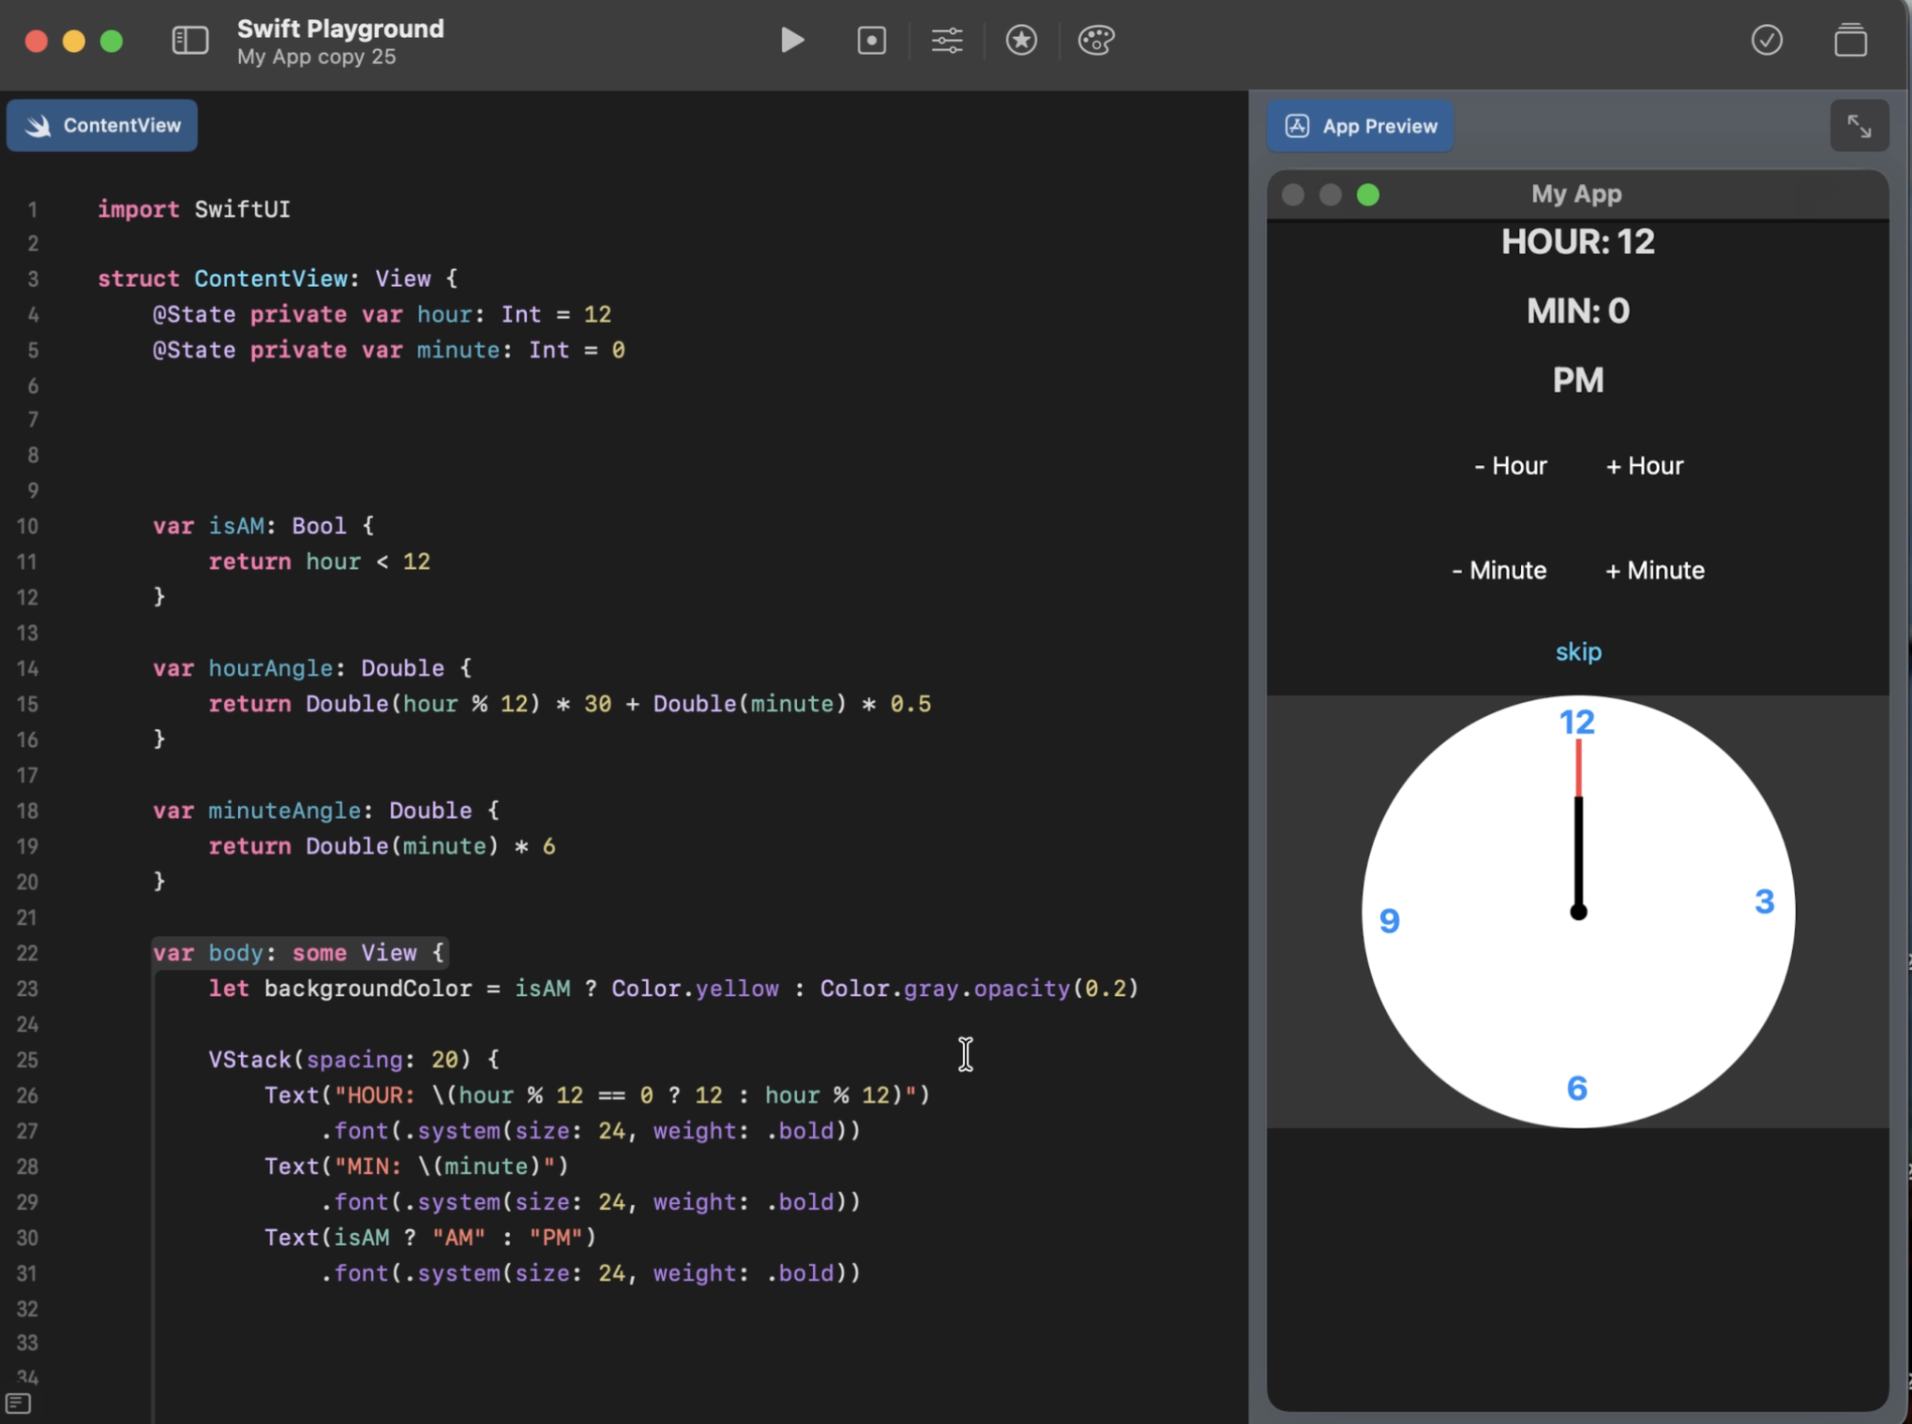 Swift Playground
My App copy 25
ContentView
1 import SwiftUI
2
3 struct ContentView: View {
4 @State private var hour: Int = 12
5 @State private var minute: Int = 0
6
7
8
9
10 var isAM: Bool {
11 return hour < 12
12 }
13
14 var hourAngle: Double {
15 return Double(hour % 12) * 30 + Double(minute) * 0.5
16 }
17
18 var minuteAngle: Double {
19 return Double(minute) * 6
20 }
21
22 var body: some View {
23 let backgroundColor = isAM ? Color.yellow : Color.gray.opacity(0.2)
24
25 VStack(spacing: 20) {
26 Text("HOUR: \(hour % 12 == 0 ? 12 : hour % 12)")
27 .font(.system(size: 24, weight: .bold))
28 Text("MIN: \(minute)")
29 .font(.system(size: 24, weight: .bold))
30 Text(isAM ? "AM" : "PM")
31 .font(.system(size: 24, weight: .bold))
32
33
34
App Preview
My App
HOUR: 12
MIN: 0
PM
- Hour + Hour
- Minute + Minute
skip
12
9 3
6